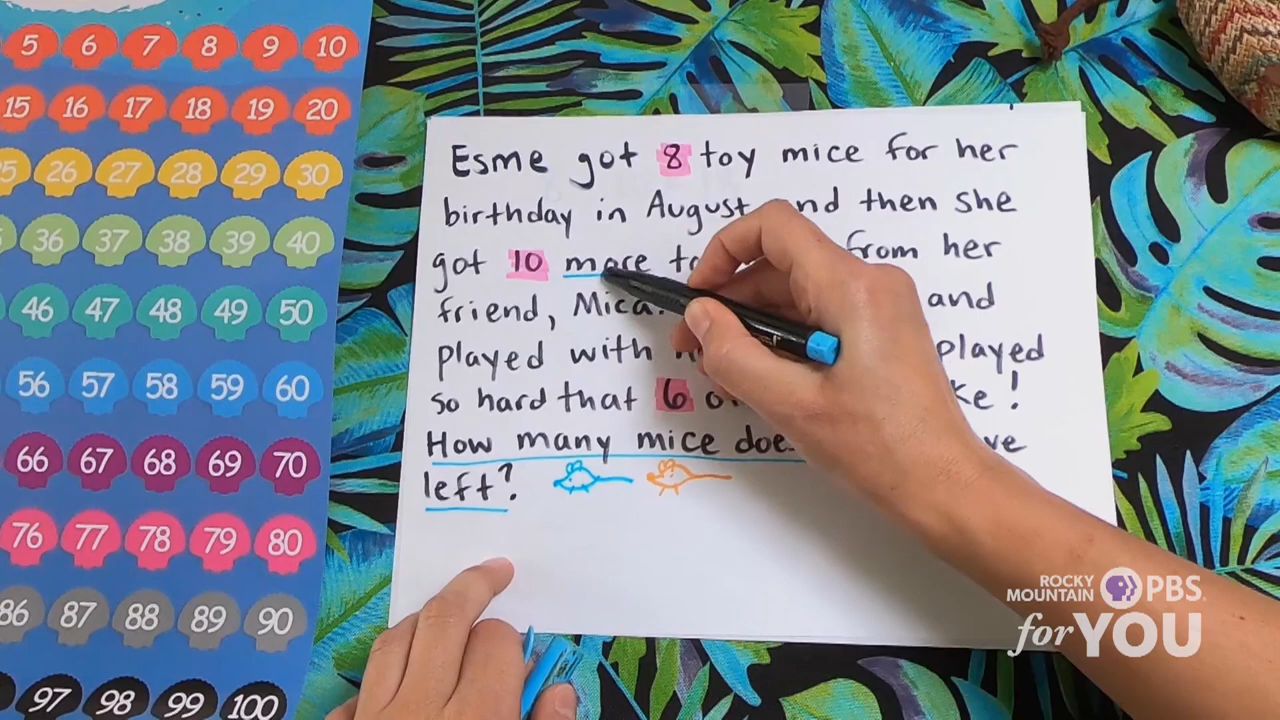 5 6 7 8 9 10
15 16 17 18 19 20
25 26 27 28 29 30
36 37 38 39 40
46 47 48 49 50
56 57 58 59 60
66 67 68 69 70
76 77 78 79 80
86 87 88 89 90
97 98 99 100
Esme got 8 toy mice for her
birthday in August and then she
got 10 more from her
friend, Mica. and
played with played
so hard that 6
How many mice does
left?
ROCKY MOUNTAIN PBS
for YOU